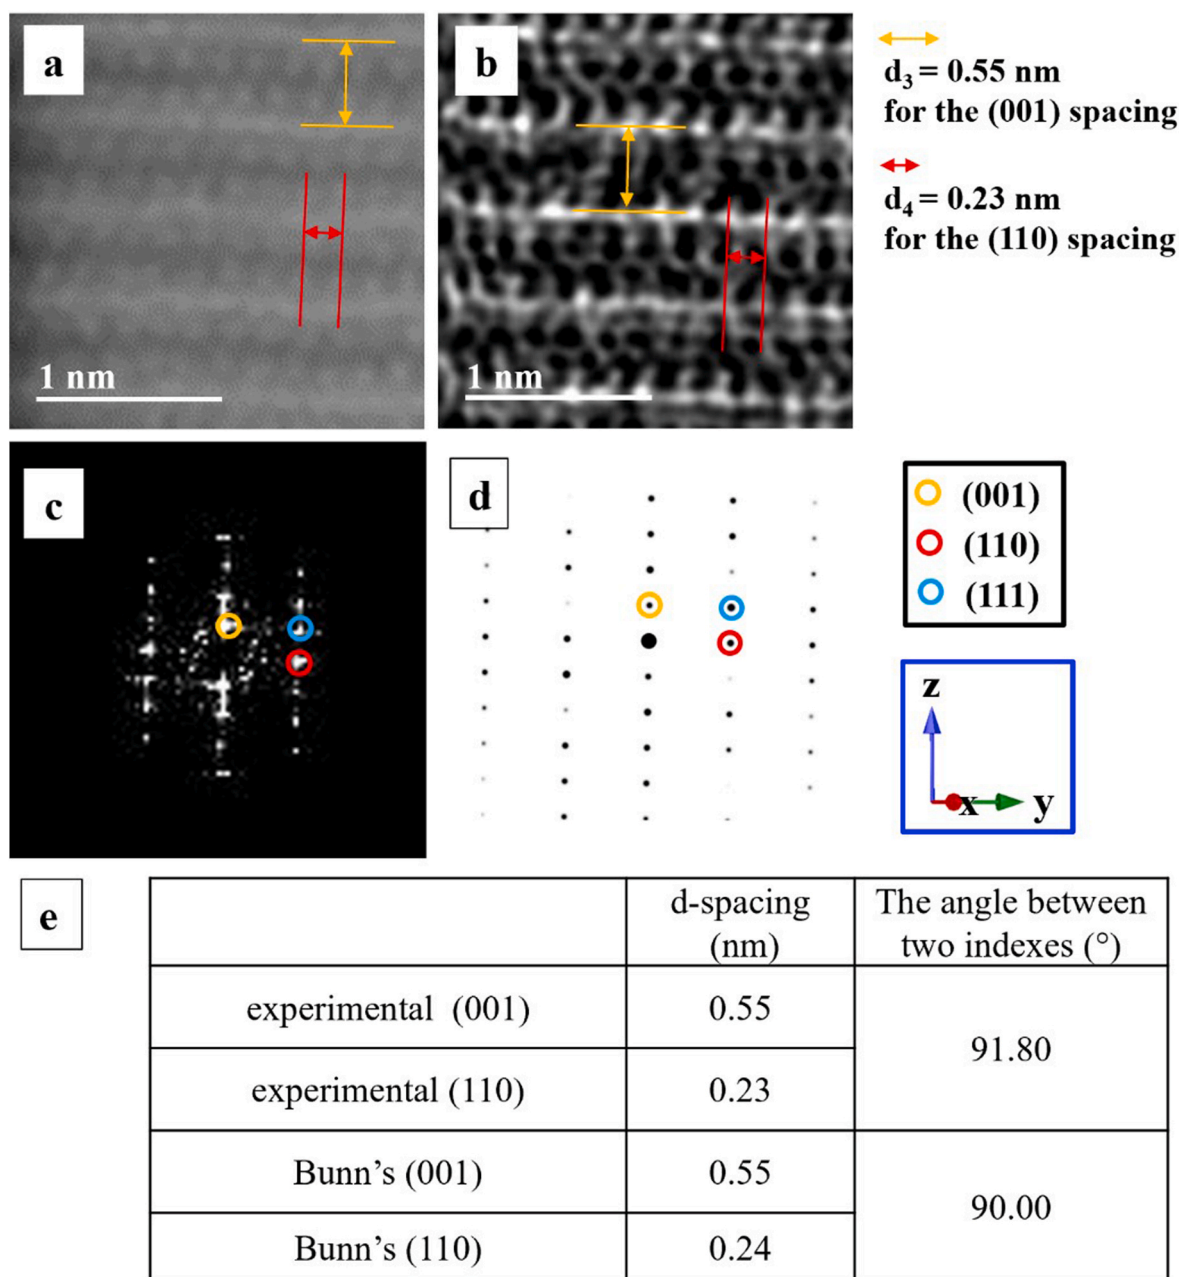 a
b
d₃ = 0.55 nm
for the (001) spacing
d₄ = 0.23 nm
for the (110) spacing
1 nm
1 nm
c
d
(001)
(110)
(111)
z
x
y
e
d-spacing
(nm)
The angle between
two indexes (°)
experimental (001)
0.55
91.80
experimental (110)
0.23
Bunn's (001)
0.55
90.00
Bunn's (110)
0.24